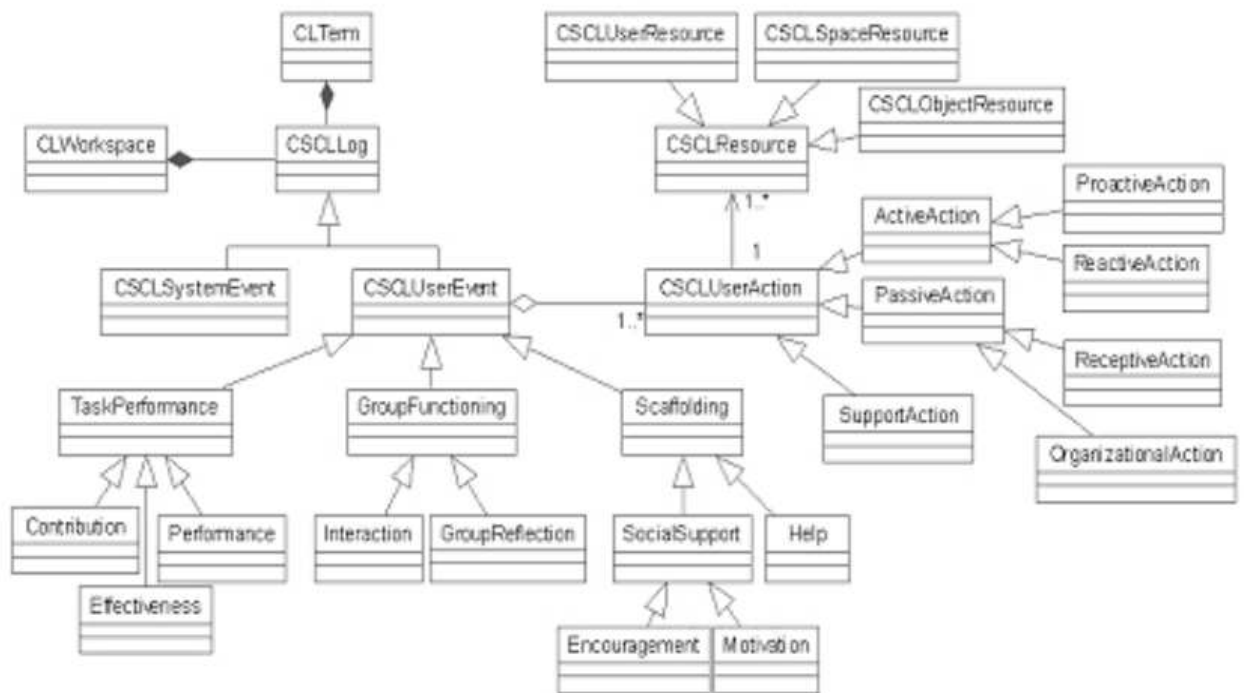 CLTerm
CSCLUserResource
CSCLSpaceResource
CSCLObjectResource
CLWorkspace
CSCLLog
CSCLResource
ProactiveAction
1..*
ActiveAction
1
ReactiveAction
CSCLSystemEvent
CSCLUserEvent
CSCLUserAction
PassiveAction
1..*
ReceptiveAction
TaskPerformance
GroupFunctioning
Scaffolding
SupportAction
OrganizationalAction
Contribution
Performance
Interaction
GroupReflection
SocialSupport
Help
Effectiveness
Encouragement
Motivation